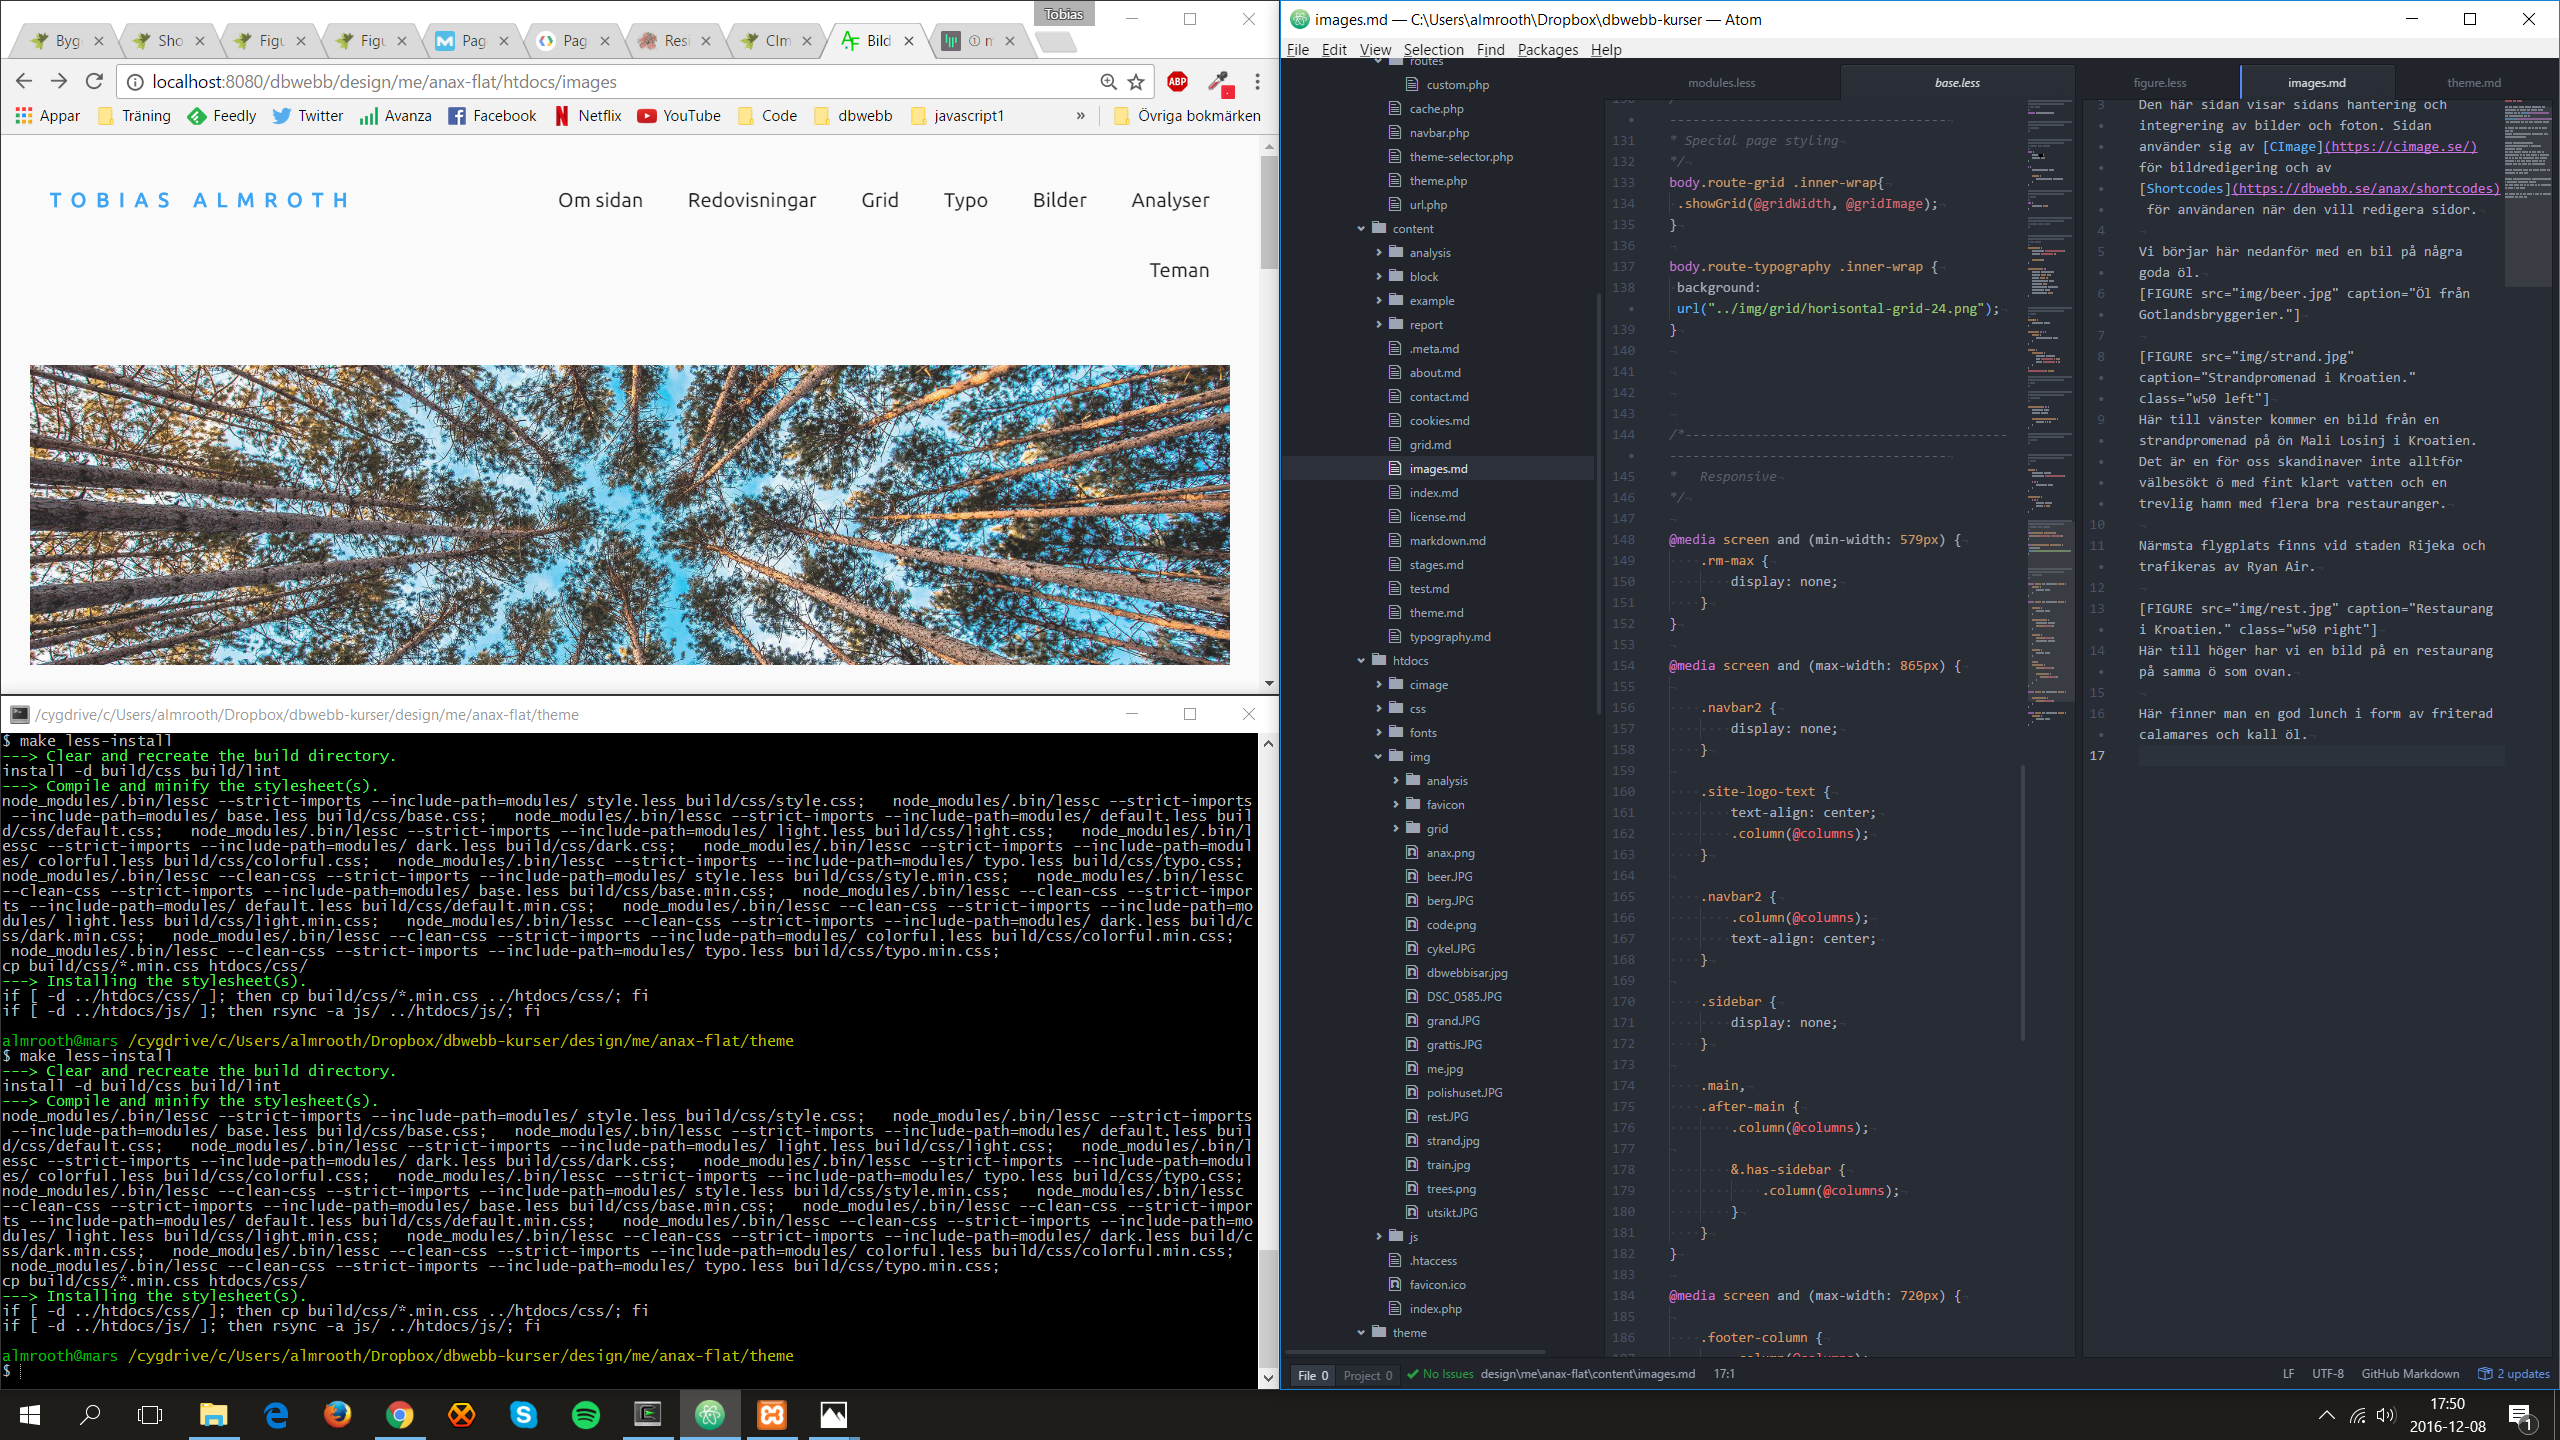 Tobias
Byg
Sho
Figu
Figu
Pag
Pag
Resi
CIm
Bild
localhost:8080/dbwebb/design/me/anax-flat/htdocs/images
ABP
Appar
Träning
Feedly
Twitter
Avanza
Facebook
Netflix
YouTube
Code
dbwebb
javascript1
»
Övriga bokmärken
TOBIAS ALMROTH
Om sidan
Redovisningar
Grid
Typo
Bilder
Analyser
Teman
/cygdrive/c/Users/almrooth/Dropbox/dbwebb-kurser/design/me/anax-flat/theme
$ make less-install
---> Clear and recreate the build directory.
install -d build/css build/lint
---> Compile and minify the stylesheet(s).
node_modules/.bin/lessc --strict-imports --include-path=modules/ style.less build/css/style.css;   node_modules/.bin/lessc --strict-imports
 --include-path=modules/ base.less build/css/base.css;   node_modules/.bin/lessc --strict-imports --include-path=modules/ default.less buil
d/css/default.css;   node_modules/.bin/lessc --strict-imports --include-path=modules/ light.less build/css/light.css;   node_modules/.bin/l
essc --strict-imports --include-path=modules/ dark.less build/css/dark.css;   node_modules/.bin/lessc --strict-imports --include-path=modul
es/ colorful.less build/css/colorful.css;   node_modules/.bin/lessc --strict-imports --include-path=modules/ typo.less build/css/typo.css;
node_modules/.bin/lessc --clean-css --strict-imports --include-path=modules/ style.less build/css/style.min.css;   node_modules/.bin/lessc
--clean-css --strict-imports --include-path=modules/ base.less build/css/base.min.css;   node_modules/.bin/lessc --clean-css --strict-impor
ts --include-path=modules/ default.less build/css/default.min.css;   node_modules/.bin/lessc --clean-css --strict-imports --include-path=mo
dules/ light.less build/css/light.min.css;   node_modules/.bin/lessc --clean-css --strict-imports --include-path=modules/ dark.less build/c
ss/dark.min.css;   node_modules/.bin/lessc --clean-css --strict-imports --include-path=modules/ colorful.less build/css/colorful.min.css;
 node_modules/.bin/lessc --clean-css --strict-imports --include-path=modules/ typo.less build/css/typo.min.css;
cp build/css/*.min.css htdocs/css/
---> Installing the stylesheet(s).
if [ -d ../htdocs/css/ ]; then cp build/css/*.min.css ../htdocs/css/; fi
if [ -d ../htdocs/js/ ]; then rsync -a js/ ../htdocs/js/; fi
almrooth@mars /cygdrive/c/Users/almrooth/Dropbox/dbwebb-kurser/design/me/anax-flat/theme
$ make less-install
---> Clear and recreate the build directory.
install -d build/css build/lint
---> Compile and minify the stylesheet(s).
node_modules/.bin/lessc --strict-imports --include-path=modules/ style.less build/css/style.css;   node_modules/.bin/lessc --strict-imports
 --include-path=modules/ base.less build/css/base.css;   node_modules/.bin/lessc --strict-imports --include-path=modules/ default.less buil
d/css/default.css;   node_modules/.bin/lessc --strict-imports --include-path=modules/ light.less build/css/light.css;   node_modules/.bin/l
essc --strict-imports --include-path=modules/ dark.less build/css/dark.css;   node_modules/.bin/lessc --strict-imports --include-path=modul
es/ colorful.less build/css/colorful.css;   node_modules/.bin/lessc --strict-imports --include-path=modules/ typo.less build/css/typo.css;
node_modules/.bin/lessc --clean-css --strict-imports --include-path=modules/ style.less build/css/style.min.css;   node_modules/.bin/lessc
--clean-css --strict-imports --include-path=modules/ base.less build/css/base.min.css;   node_modules/.bin/lessc --clean-css --strict-impor
ts --include-path=modules/ default.less build/css/default.min.css;   node_modules/.bin/lessc --clean-css --strict-imports --include-path=mo
dules/ light.less build/css/light.min.css;   node_modules/.bin/lessc --clean-css --strict-imports --include-path=modules/ dark.less build/c
ss/dark.min.css;   node_modules/.bin/lessc --clean-css --strict-imports --include-path=modules/ colorful.less build/css/colorful.min.css;
 node_modules/.bin/lessc --clean-css --strict-imports --include-path=modules/ typo.less build/css/typo.min.css;
cp build/css/*.min.css htdocs/css/
---> Installing the stylesheet(s).
if [ -d ../htdocs/css/ ]; then cp build/css/*.min.css ../htdocs/css/; fi
if [ -d ../htdocs/js/ ]; then rsync -a js/ ../htdocs/js/; fi
almrooth@mars /cygdrive/c/Users/almrooth/Dropbox/dbwebb-kurser/design/me/anax-flat/theme
$
images.md — C:\Users\almrooth\Dropbox\dbwebb-kurser — Atom
File Edit View Selection Find Packages Help
routes
custom.php
cache.php
navbar.php
theme-selector.php
theme.php
url.php
content
analysis
block
example
report
.meta.md
about.md
contact.md
cookies.md
grid.md
images.md
index.md
license.md
markdown.md
stages.md
test.md
theme.md
typography.md
htdocs
cimage
css
fonts
img
analysis
favicon
grid
anax.png
beer.JPG
berg.JPG
code.png
cykel.JPG
dbwebbisar.jpg
DSC_0585.JPG
grand.JPG
grattis.JPG
me.jpg
polishuset.JPG
rest.JPG
strand.jpg
train.jpg
trees.png
utsikt.JPG
js
.htaccess
favicon.ico
index.php
theme
modules.less
base.less
131 * Special page styling
132 */
133 body.route-grid .inner-wrap{
134 .showGrid(@gridWidth, @gridImage);
135 }
136
137 body.route-typography .inner-wrap {
138 background:
url("../img/grid/horisontal-grid-24.png");
139 }
140
141
142
143
144 /*-------------------------------------------
--------------------------------------
145 *   Responsive
146 */
147
148 @media screen and (min-width: 579px) {
149 .rm-max {
150 display: none;
151 }
152 }
153
154 @media screen and (max-width: 865px) {
155
156 .navbar2 {
157 display: none;
158 }
159
160 .site-logo-text {
161 text-align: center;
162 .column(@columns);
163 }
164
165 .navbar2 {
166 .column(@columns);
167 text-align: center;
168 }
169
170 .sidebar {
171 display: none;
172 }
173
174 .main,
175 .after-main {
176 .column(@columns);
177
178 &.has-sidebar {
179 .column(@columns);
180 }
181 }
182 }
183
184 @media screen and (max-width: 720px) {
185
186 .footer-column {
figure.less
images.md
theme.md
3 Den här sidan visar sidans hantering och
integrering av bilder och foton. Sidan
använder sig av [CImage](https://cimage.se/)
för bildredigering och av
[Shortcodes](https://dbwebb.se/anax/shortcodes)
för användaren när den vill redigera sidor.
4
5 Vi börjar här nedanför med en bil på några
goda öl.
6 [FIGURE src="img/beer.jpg" caption="Öl från
Gotlandsbryggerier."]
7
8 [FIGURE src="img/strand.jpg"
caption="Strandpromenad i Kroatien."
class="w50 left"]
9 Här till vänster kommer en bild från en
strandpromenad på ön Mali Losinj i Kroatien.
Det är en för oss skandinaver inte alltför
välbesökt ö med fint klart vatten och en
trevlig hamn med flera bra restauranger.
10
11 Närmsta flygplats finns vid staden Rijeka och
trafikeras av Ryan Air.
12
13 [FIGURE src="img/rest.jpg" caption="Restaurang
i Kroatien." class="w50 right"]
14 Här till höger har vi en bild på en restaurang
på samma ö som ovan.
15
16 Här finner man en god lunch i form av friterad
calamares och kall öl.
17
File 0
Project 0
No Issues
design\me\anax-flat\content\images.md
17:1
LF
UTF-8
GitHub Markdown
2 updates
17:50
2016-12-08
1